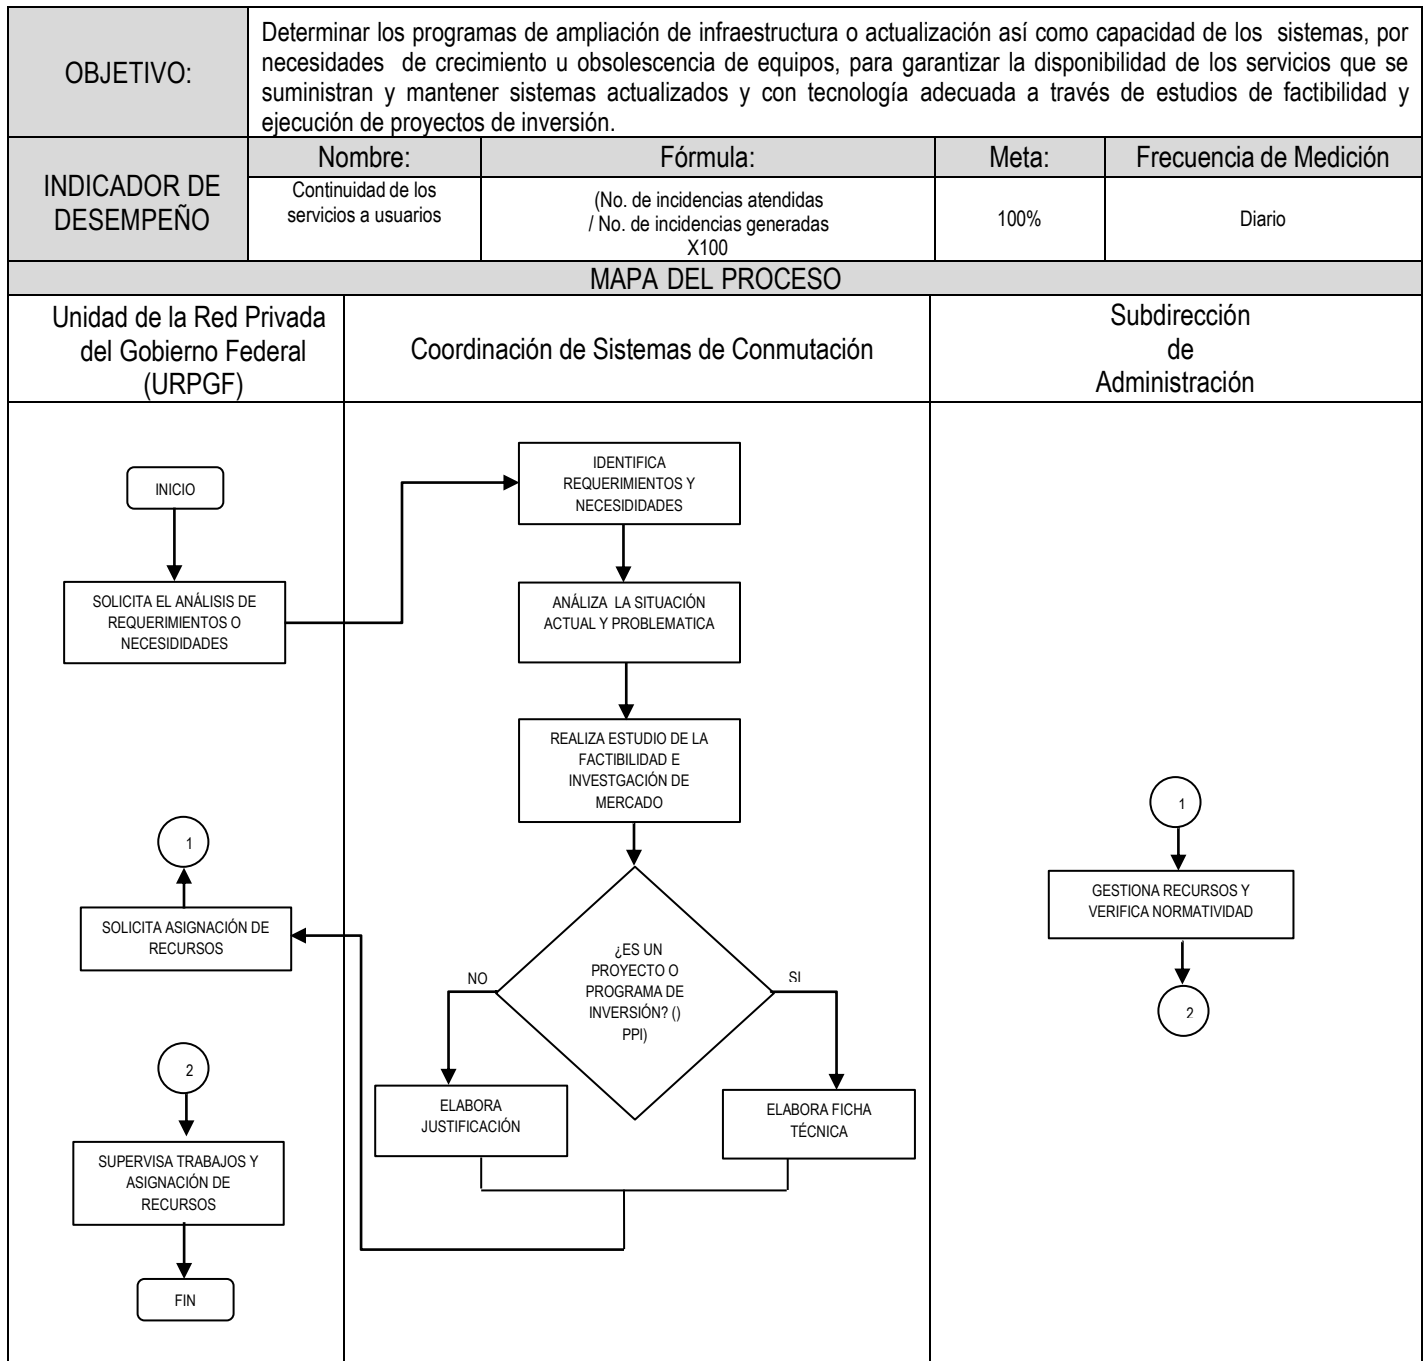 OBJETIVO:
Determinar los programas de ampliación de infraestructura o actualización así como capacidad de los sistemas, por
necesidades de crecimiento u obsolescencia de equipos, para garantizar la disponibilidad de los servicios que se
suministran y mantener sistemas actualizados y con tecnología adecuada a través de estudios de factibilidad y
ejecución de proyectos de inversión.
INDICADOR DE
DESEMPEÑO
Nombre:
Fórmula:
Meta:
Frecuencia de Medición
Continuidad de los
servicios a usuarios
(No. de incidencias atendidas
/ No. de incidencias generadas
X100
100%
Diario
MAPA DEL PROCESO
Unidad de la Red Privada
del Gobierno Federal
(URPGF)
Coordinación de Sistemas de Conmutación
Subdirección
de
Administración
INICIO
SOLICITA EL ANÁLISIS DE
REQUERIMIENTOS O
NECESIDIDADES
IDENTIFICA
REQUERIMIENTOS Y
NECESIDIDADES
ANÁLIZA LA SITUACIÓN
ACTUAL Y PROBLEMATICA
REALIZA ESTUDIO DE LA
FACTIBILIDAD E
INVESTGACIÓN DE
MERCADO
¿ES UN
PROYECTO O
PROGRAMA DE
INVERSIÓN? ()
PPI)
NO
SI
ELABORA
JUSTIFICACIÓN
ELABORA FICHA
TÉCNICA
1
SOLICITA ASIGNACIÓN DE
RECURSOS
1
GESTIONA RECURSOS Y
VERIFICA NORMATIVIDAD
2
2
SUPERVISA TRABAJOS Y
ASIGNACIÓN DE
RECURSOS
FIN